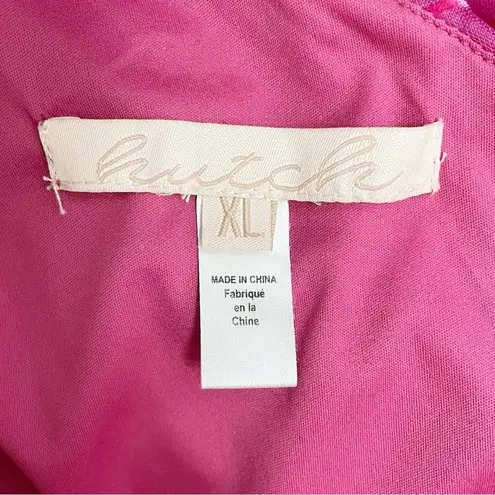 hutch
XL
MADE IN CHINA
Fabriqué
en la
Chine